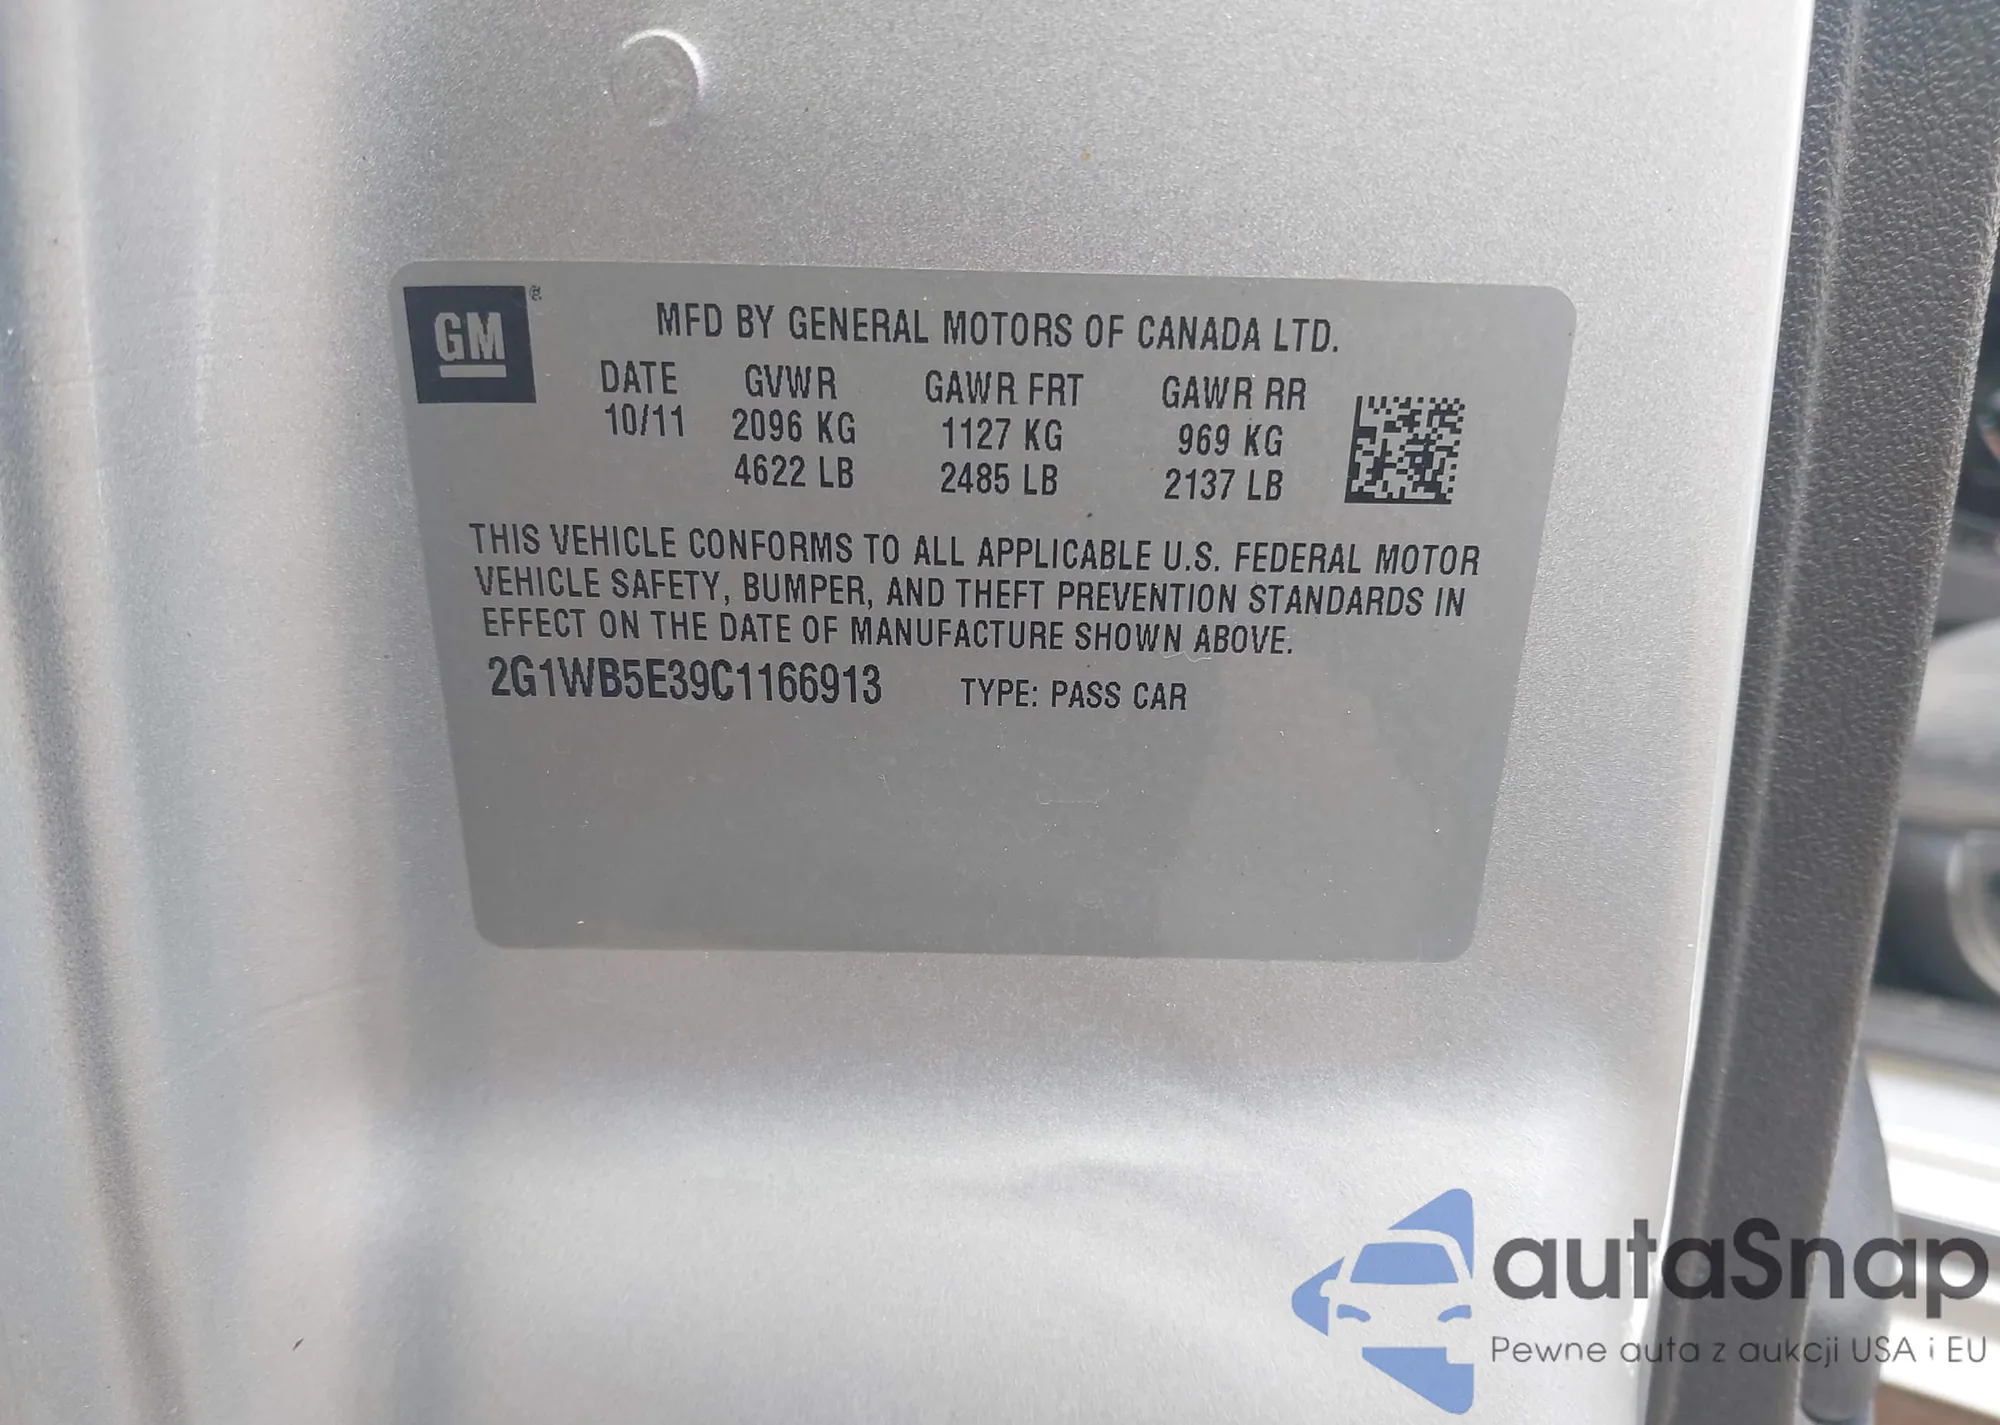 GM ®
MFD BY GENERAL MOTORS OF CANADA LTD.
DATE GVWR GAWR FRT GAWR RR
10/11 2096 KG 1127 KG 969 KG
4622 LB 2485 LB 2137 LB
THIS VEHICLE CONFORMS TO ALL APPLICABLE U.S. FEDERAL MOTOR
VEHICLE SAFETY, BUMPER, AND THEFT PREVENTION STANDARDS IN
EFFECT ON THE DATE OF MANUFACTURE SHOWN ABOVE.
2G1WB5E39C1166913 TYPE: PASS CAR
autaSnap
Pewne auta z aukcji USA i EU